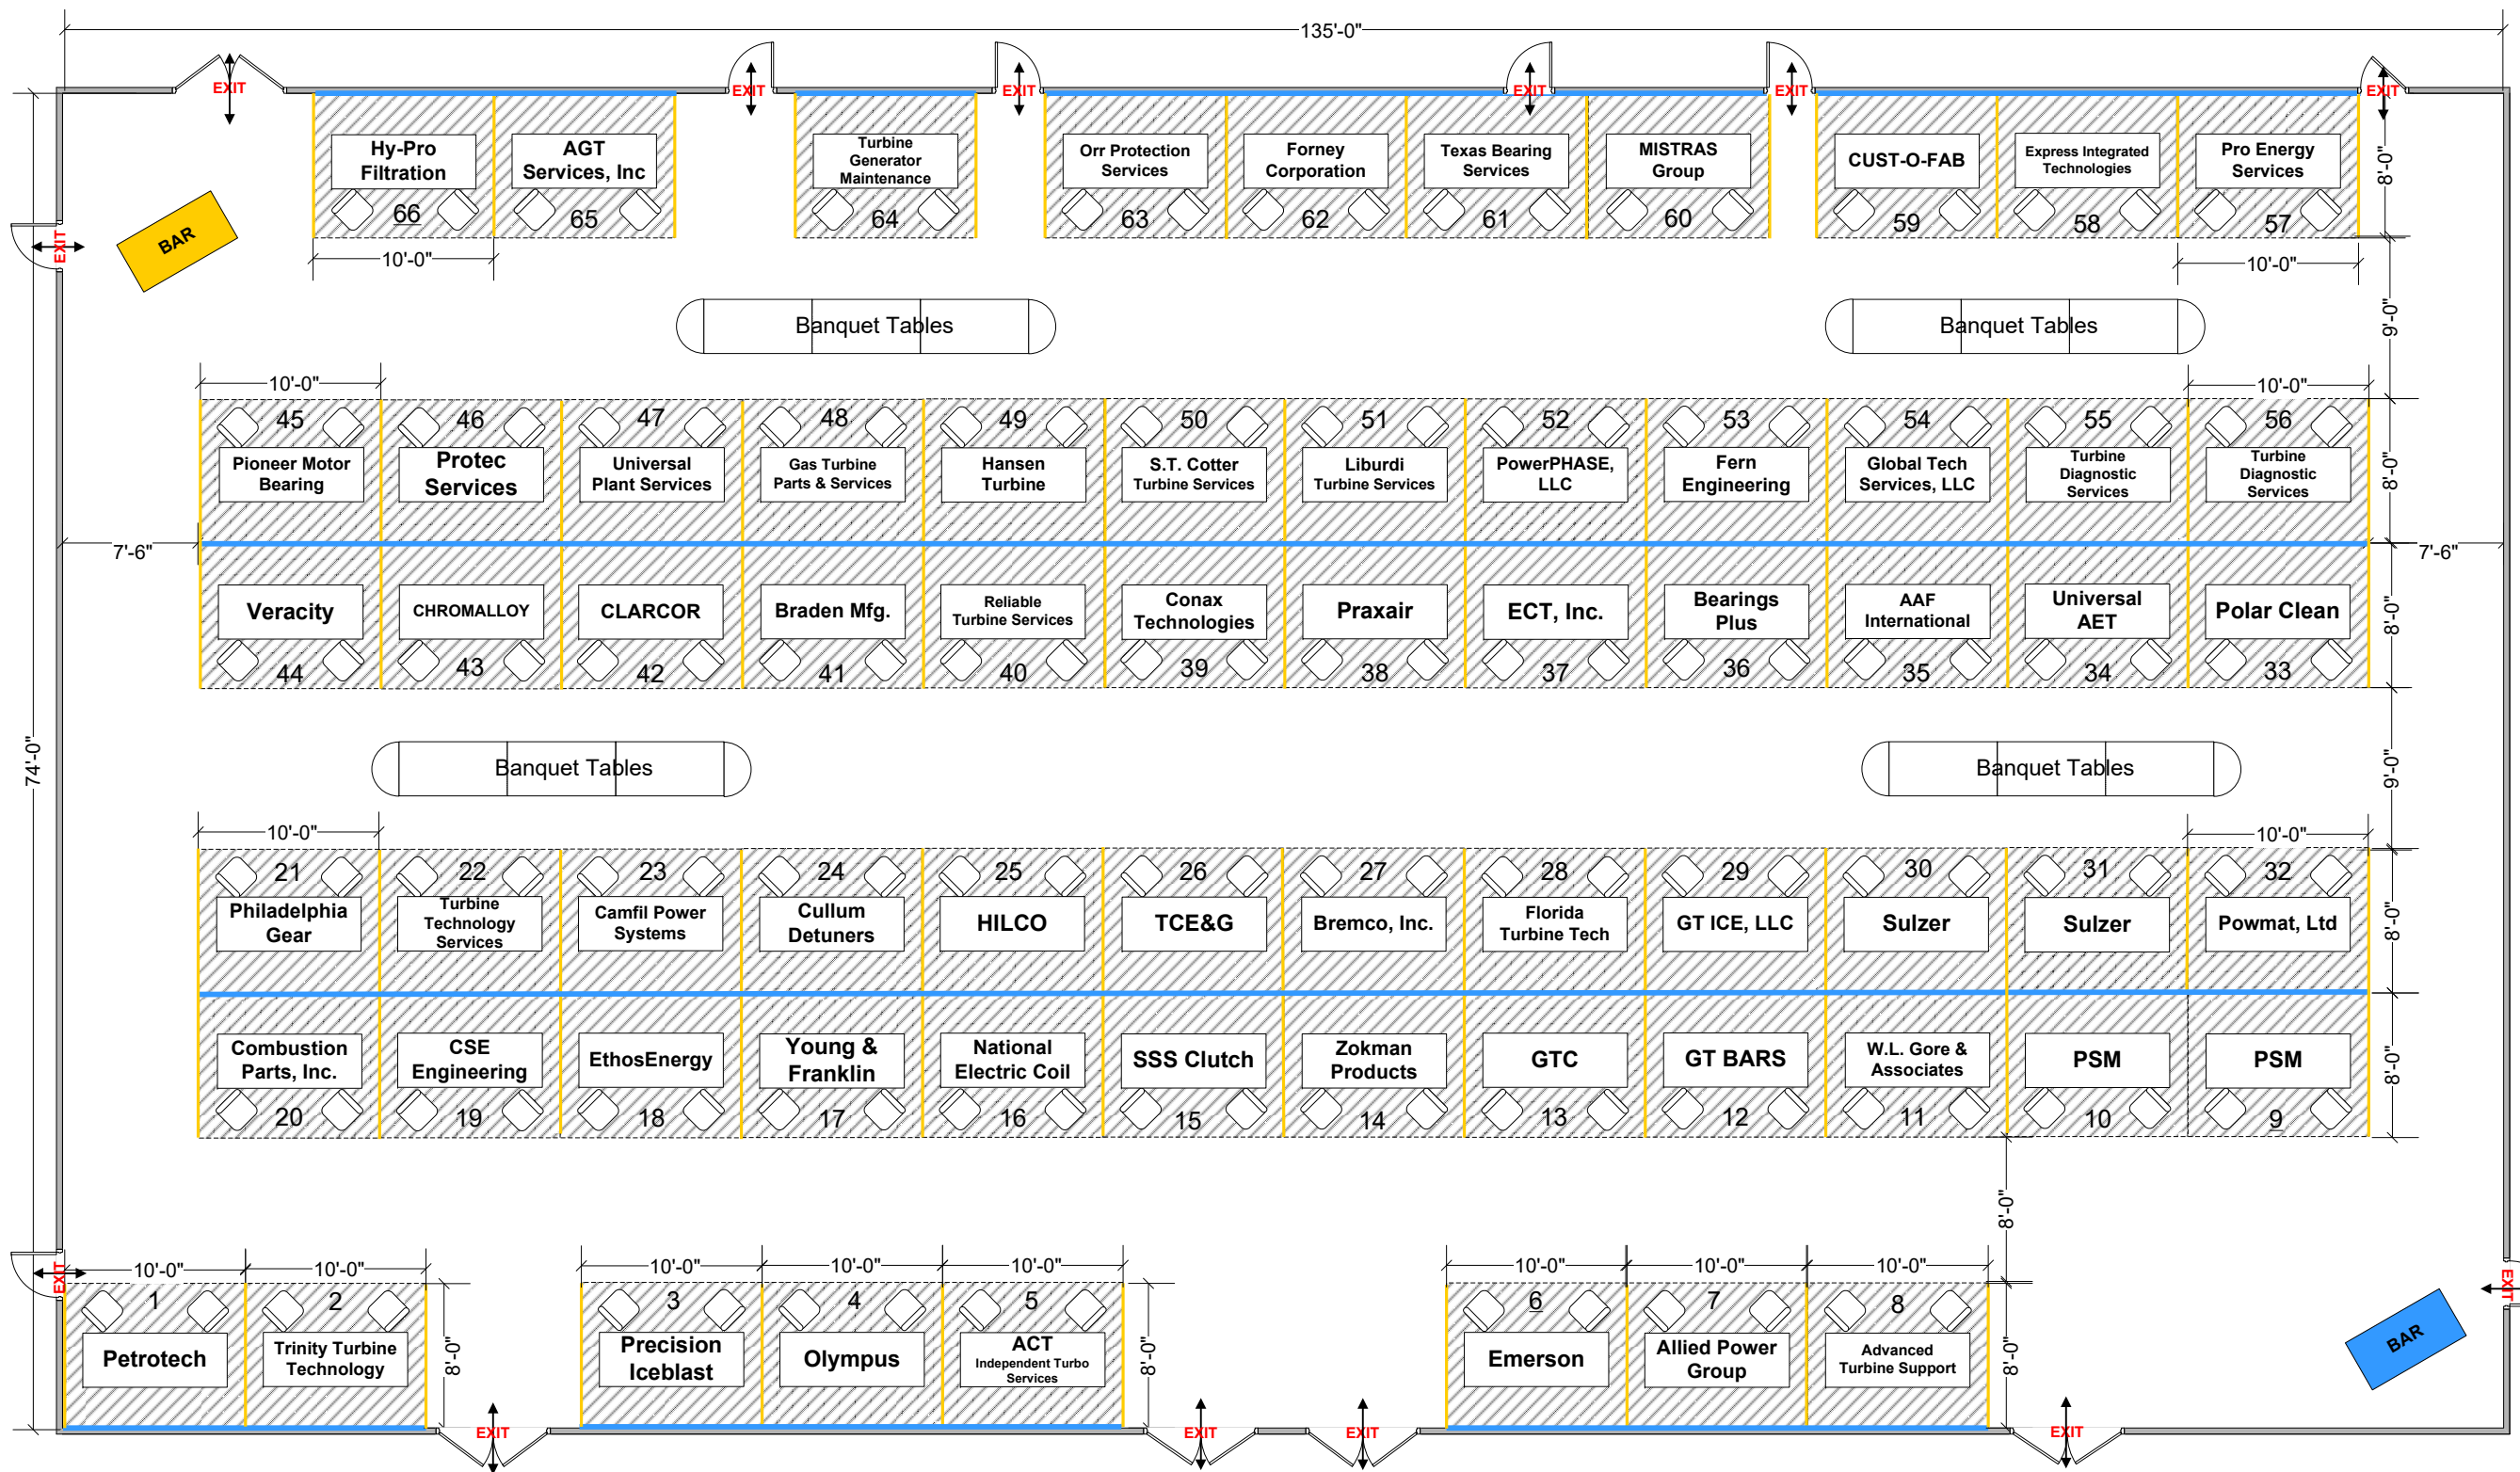 135'-0"
EXIT
EXIT
EXIT
EXIT
EXIT
Hy-Pro
Filtration
66
AGT
Services, Inc
65
Turbine
Generator
Maintenance
64
Orr Protection
Services
63
Forney
Corporation
62
Texas Bearing
Services
61
MISTRAS
Group
60
CUST-O-FAB
59
Express Integrated
Technologies
58
Pro Energy
Services
57
EXIT
8'-0"
BAR
EXIT
10'-0"
10'-0"
Banquet Tables
Banquet Tables
9'-0"
10'-0"
10'-0"
45
Pioneer Motor
Bearing
46
Protec
Services
47
Universal
Plant Services
48
Gas Turbine
Parts & Services
49
Hansen
Turbine
50
S.T. Cotter
Turbine Services
51
Liburdi
Turbine Services
52
PowerPHASE,
LLC
53
Fern
Engineering
54
Global Tech
Services, LLC
55
Turbine
Diagnostic
Services
56
Turbine
Diagnostic
Services
8'-0"
7'-6"
7'-6"
Veracity
44
CHROMALLOY
43
CLARCOR
42
Braden Mfg.
41
Reliable
Turbine Services
40
Conax
Technologies
39
Praxair
38
ECT, Inc.
37
Bearings
Plus
36
AAF
International
35
Universal
AET
34
Polar Clean
33
8'-0"
74'-0"
Banquet Tables
Banquet Tables
9'-0"
10'-0"
10'-0"
21
Philadelphia
Gear
22
Turbine
Technology
Services
23
Camfil Power
Systems
24
Cullum
Detuners
25
HILCO
26
TCE&G
27
Bremco, Inc.
28
Florida
Turbine Tech
29
GT ICE, LLC
30
Sulzer
31
Sulzer
32
Powmat, Ltd
8'-0"
Combustion
Parts, Inc.
20
CSE
Engineering
19
EthosEnergy
18
Young &
Franklin
17
National
Electric Coil
16
SSS Clutch
15
Zokman
Products
14
GTC
13
GT BARS
12
W.L. Gore &
Associates
11
PSM
10
PSM
9
8'-0"
8'-0"
EXIT
10'-0"
10'-0"
10'-0"
10'-0"
10'-0"
10'-0"
10'-0"
10'-0"
EXIT
1
Petrotech
2
Trinity Turbine
Technology
8'-0"
3
Precision
Iceblast
4
Olympus
5
ACT
Independent Turbo
Services
8'-0"
6
Emerson
7
Allied Power
Group
8
Advanced
Turbine Support
8'-0"
BAR
EXIT
EXIT
EXIT
EXIT